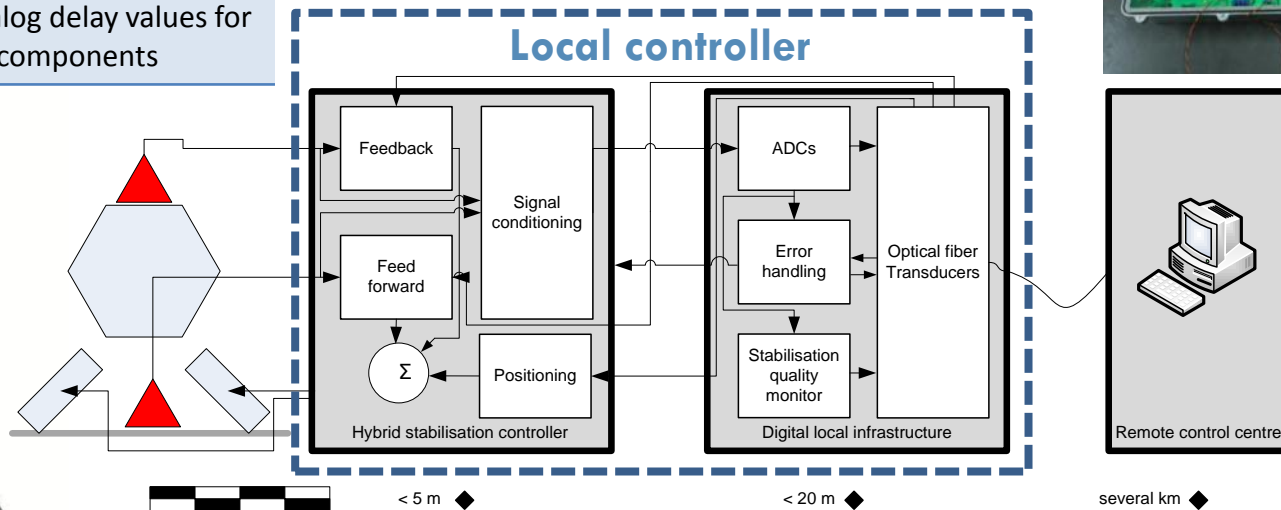 alog delay values for
components
Local controller
Feedback
Signal
conditioning
Feed
forward
Σ
Positioning
Hybrid stabilisation controller
ADCs
Error
handling
Optical fiber
Transducers
Stabilisation
quality
monitor
Digital local infrastructure
Remote control centre
< 5 m
< 20 m
several km